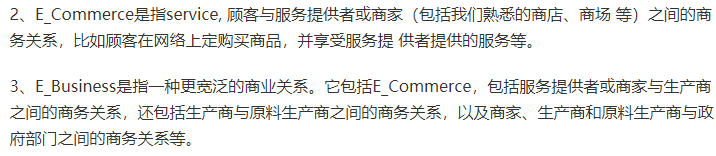 2、E_Commerce是指service, 顾客与服务提供者或商家（包括我们熟悉的商店、商场 等）之间的商
务关系，比如顾客在网络上定购买商品，并享受服务提 供者提供的服务等。
3、E_Business是指一种更宽泛的商业关系。它包括E_Commerce，包括服务提供者或商家与生产商
之间的商务关系，还包括生产商与原料生产商之间的商务关系，以及商家、生产商和原料生产商与政
府部门之间的商务关系等。